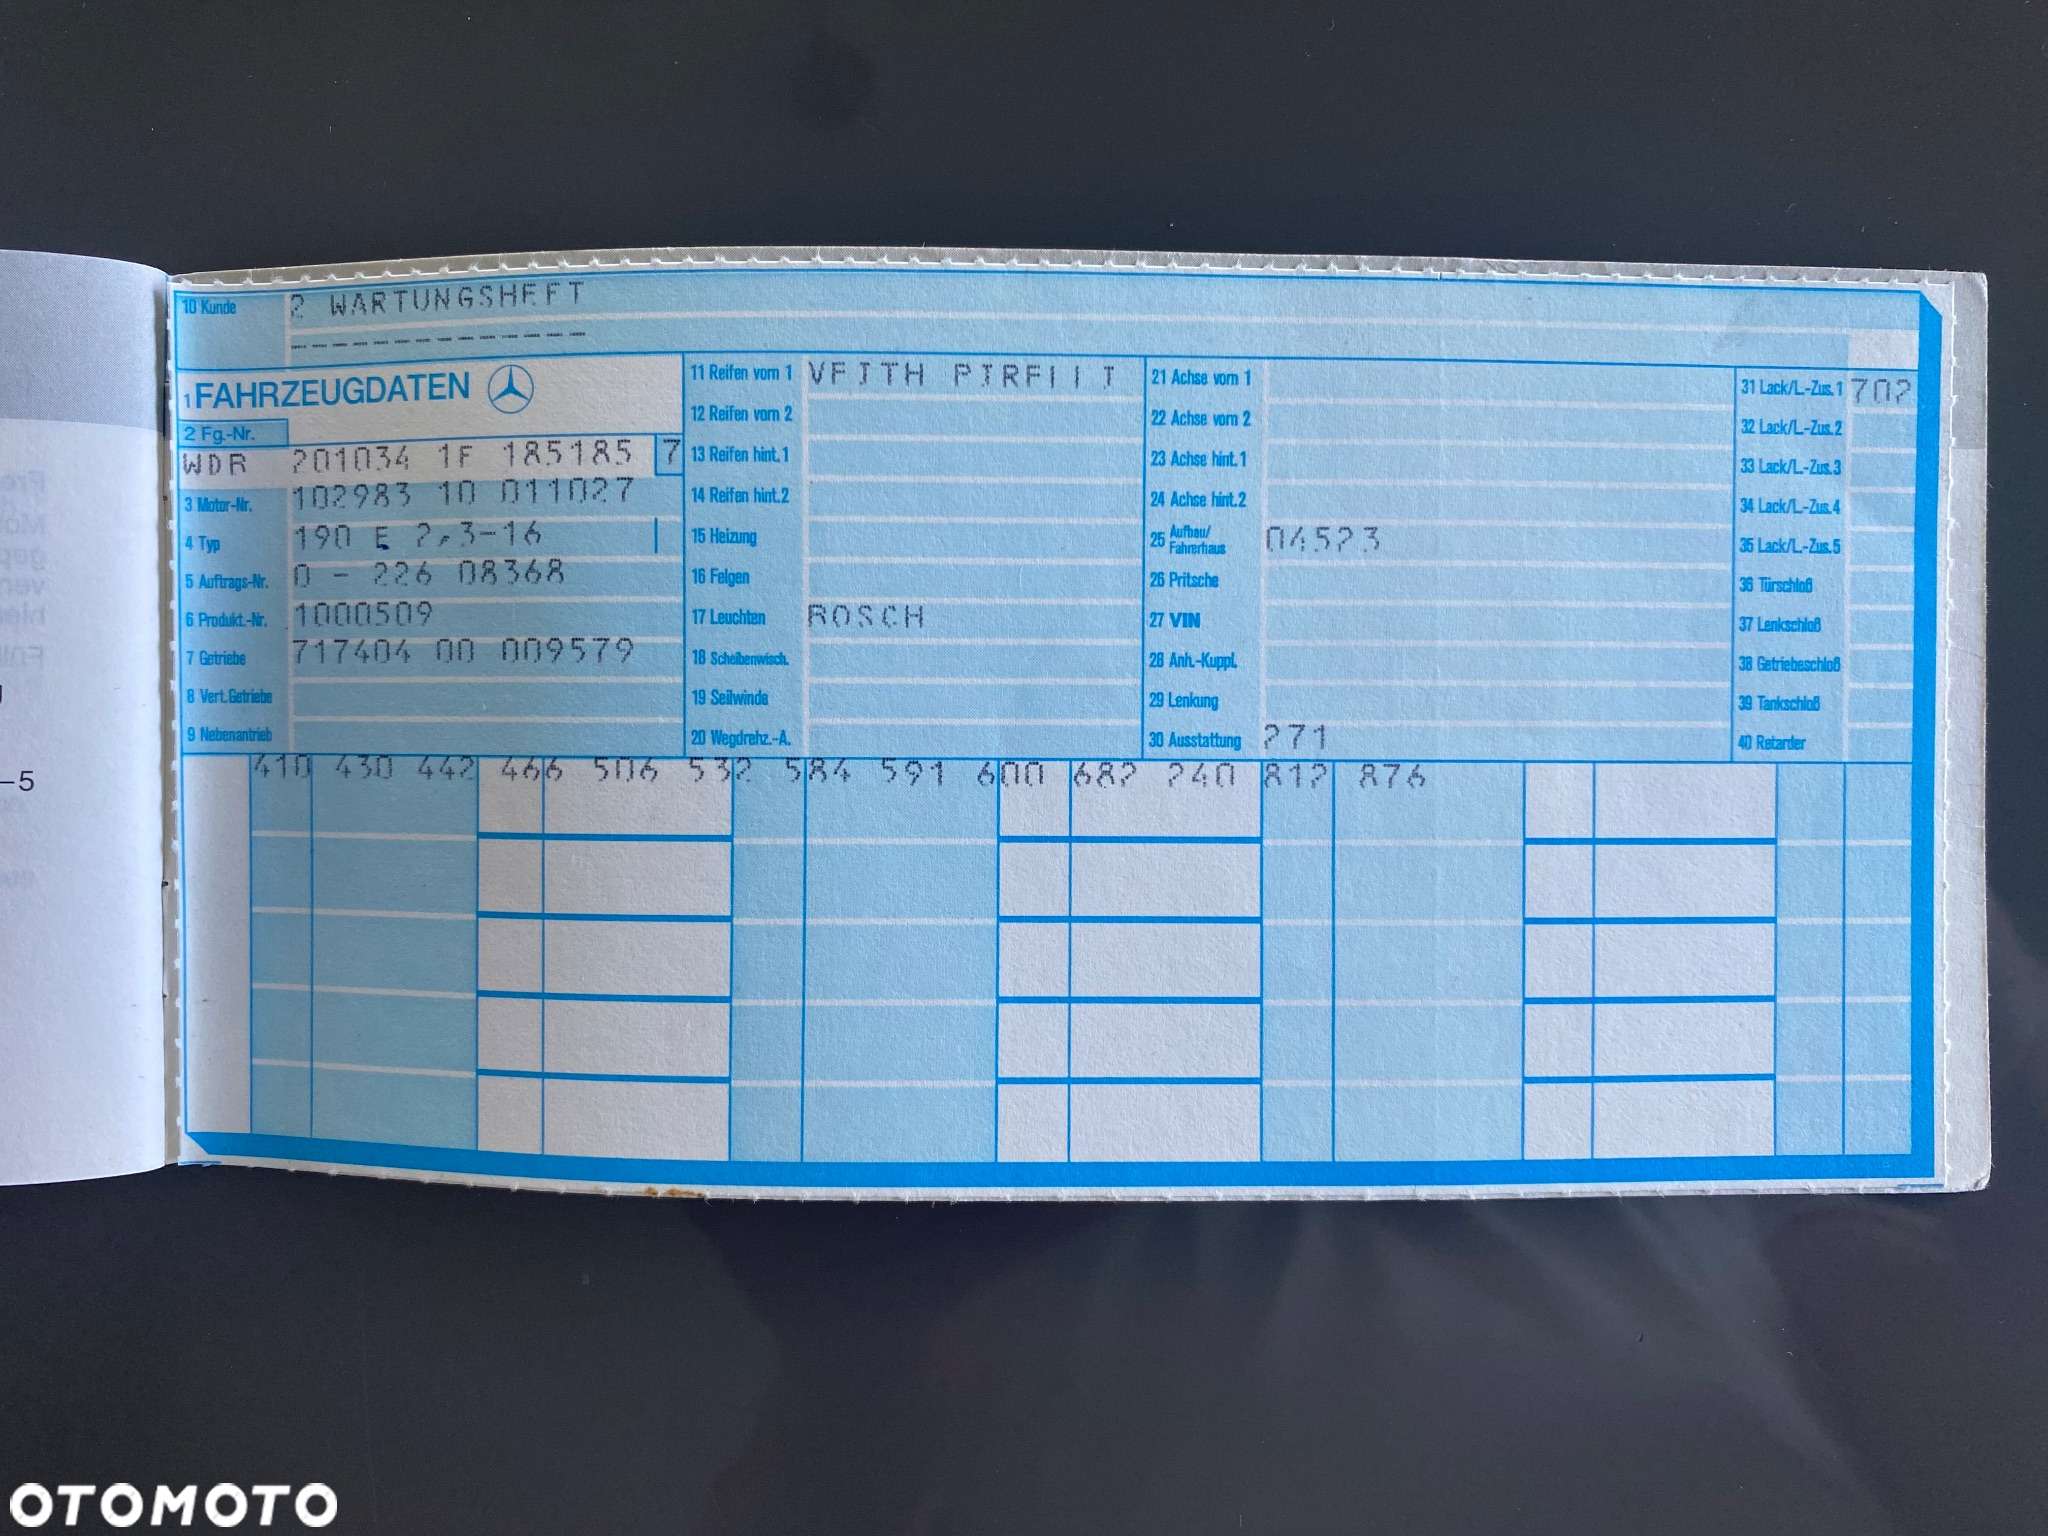 10 Kunde 2 WARTUNGSHEFT
1 FAHRZEUGDATEN
2 Fg.-Nr.
WDB 201034 1F 185185 7
3 Motor-Nr. 102983 10 011027
4 Typ 190 E 2,3-16
5 Auftrags-Nr. 0 - 226 08368
6 Produkt.-Nr. 1000509
7 Getriebe 717404 00 009579
8 Vert.Getriebe
9 Nebenantrieb
11 Reifen vorn 1 VEITH PIRELLI
12 Reifen vorn 2
13 Reifen hint.1
14 Reifen hint.2
15 Heizung
16 Felgen
17 Leuchten BOSCH
18 Scheibenwisch.
19 Seilwinde
20 Wegdrehz.-A.
21 Achse vorn 1
22 Achse vorn 2
23 Achse hint.1
24 Achse hint.2
25 Aufbau/ Fahrerhaus 04523
26 Pritsche
27 VIN
28 Anh.-Kuppl.
29 Lenkung
30 Ausstattung 271
31 Lack/L.-Zus.1 702
32 Lack/L.-Zus.2
33 Lack/L.-Zus.3
34 Lack/L.-Zus.4
35 Lack/L.-Zus.5
36 Türschloß
37 Lenkschloß
38 Getriebeschloß
39 Tankschloß
40 Retarder
410 430 442 466 506 532 584 591 600 682 240 812 876
–5
OTOMOTO